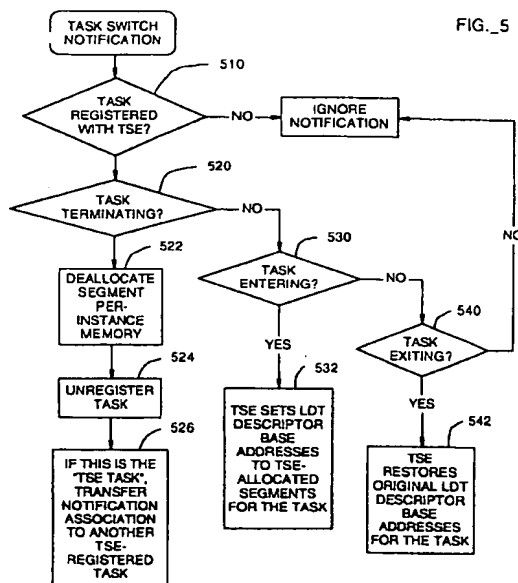 TASK SWITCH
NOTIFICATION
FIG._5
510
TASK
REGISTERED
WITH TSE?
NO
IGNORE
NOTIFICATION
520
TASK
TERMINATING?
NO
522
DEALLOCATE
SEGMENT
PER-
INSTANCE
MEMORY
530
TASK
ENTERING?
NO
NO
540
TASK
EXITING?
524
UNREGISTER
TASK
YES
532
TSE SETS LDT
DESCRIPTOR
BASE
ADDRESSES
TO TSE-
ALLOCATED
SEGMENTS
FOR THE TASK
YES
542
TSE
RESTORES
ORIGINAL LDT
DESCRIPTOR
BASE
ADDRESSES
FOR THE TASK
526
IF THIS IS THE
"TSE TASK",
TRANSFER
NOTIFICATION
ASSOCIATION
TO ANOTHER
TSE-
REGISTERED
TASK